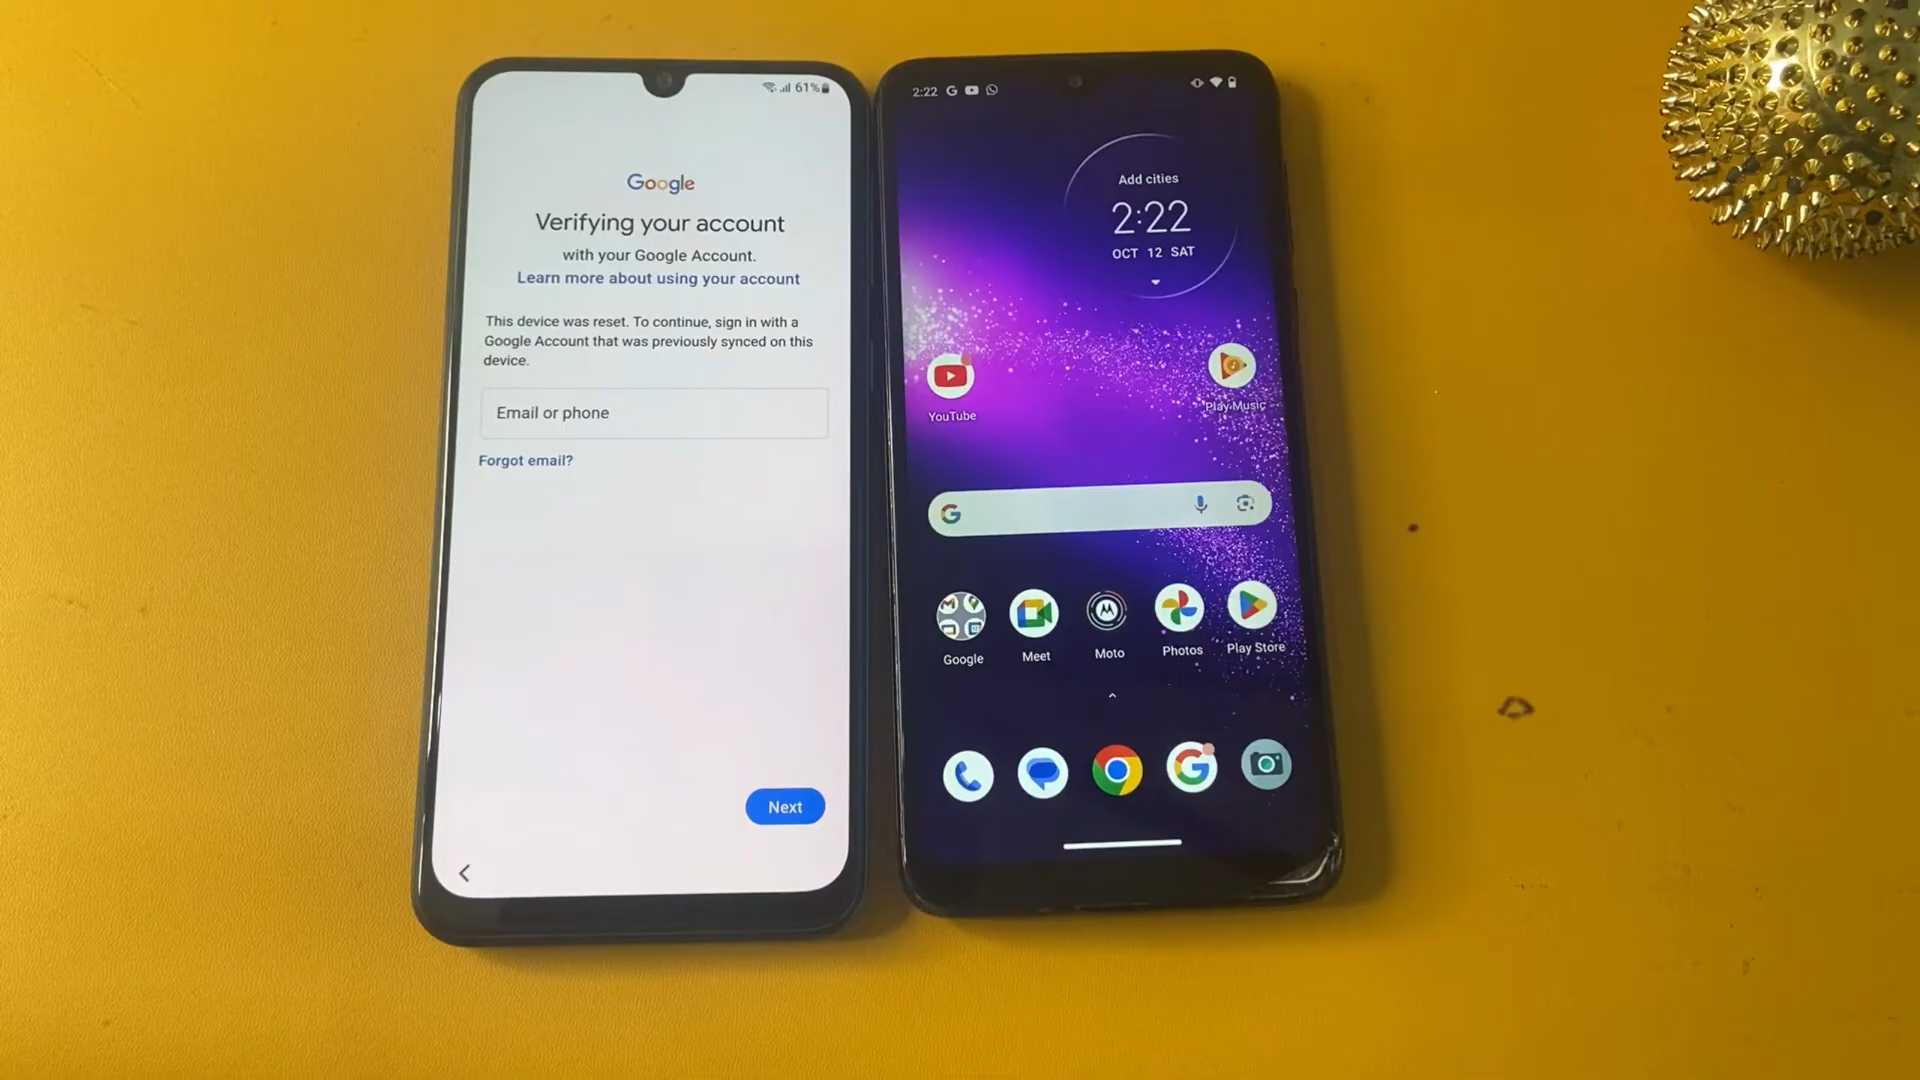 61%
Google
Verifying your account
with your Google Account.
Learn more about using your account
This device was reset. To continue, sign in with a
Google Account that was previously synced on this
device.
Email or phone
Forgot email?
Next
2:22
Add cities
2:22
OCT 12 SAT
YouTube
Play Music
Google
Meet
Moto
Photos
Play Store